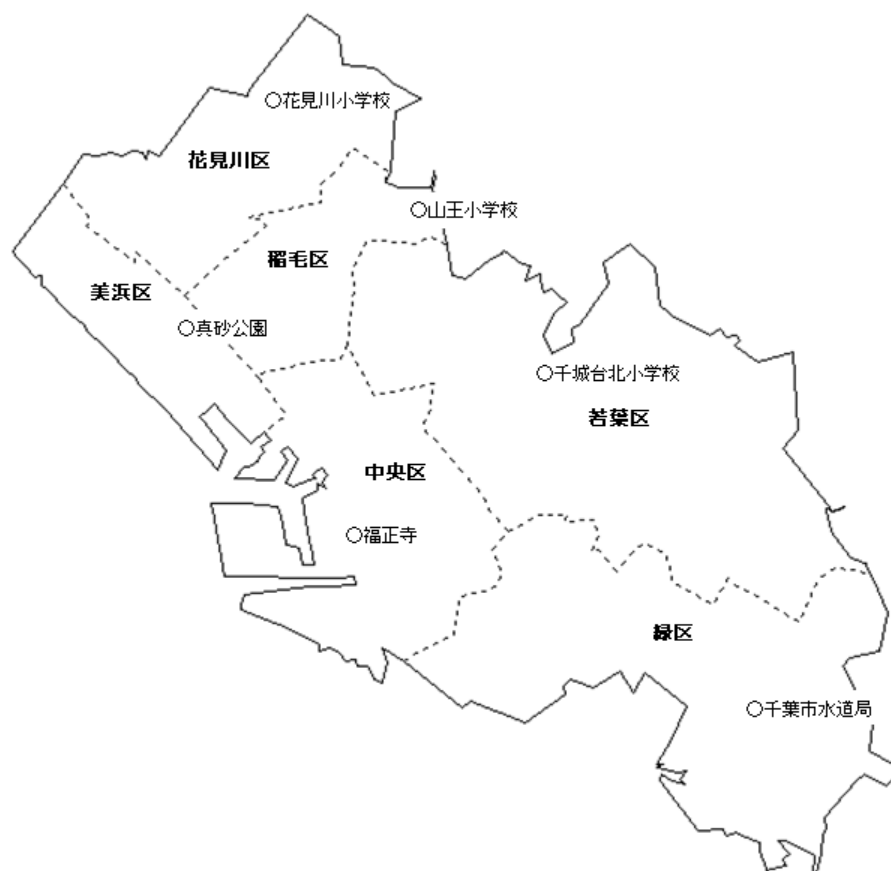 ○花見川小学校
花見川区
○山王小学校
稲毛区
美浜区
○真砂公園
○千城台北小学校
若葉区
中央区
○福正寺
緑区
○千葉市水道局